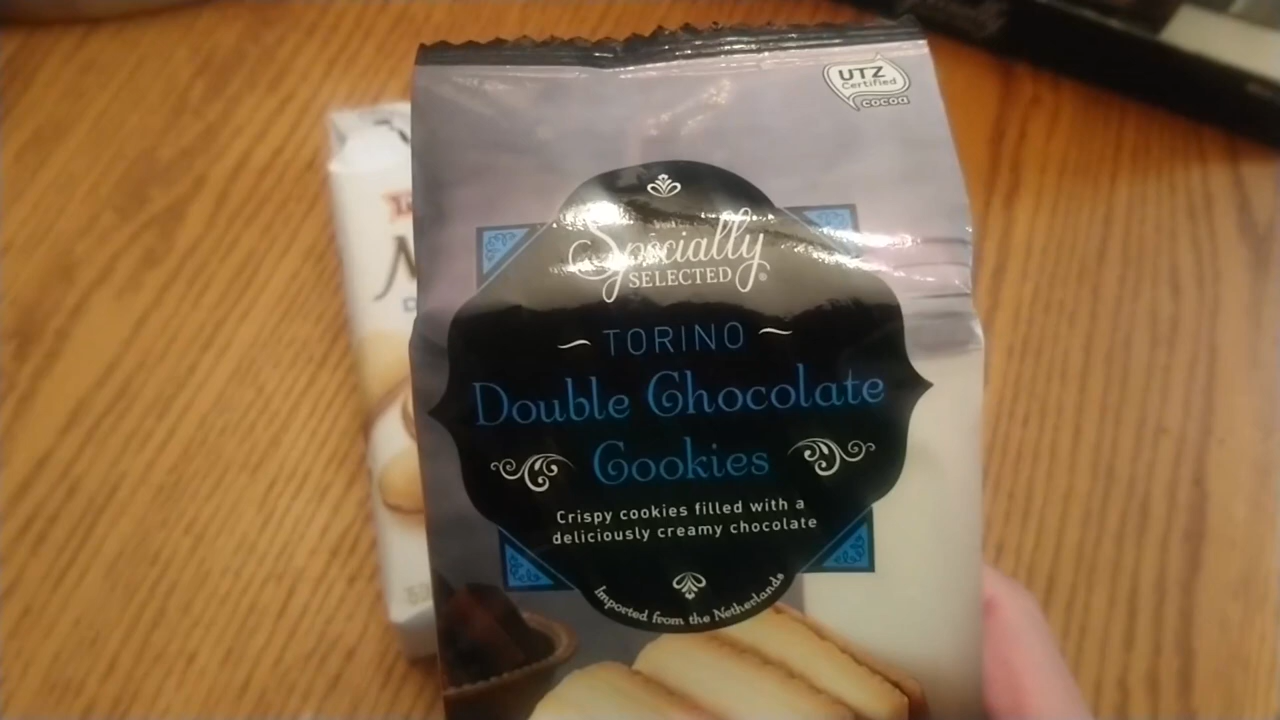 UTZ
Certified
cocoa
Specially
SELECTED®
TORINO
Double Chocolate
Cookies
Crispy cookies filled with a
deliciously creamy chocolate
Imported from the Netherlands